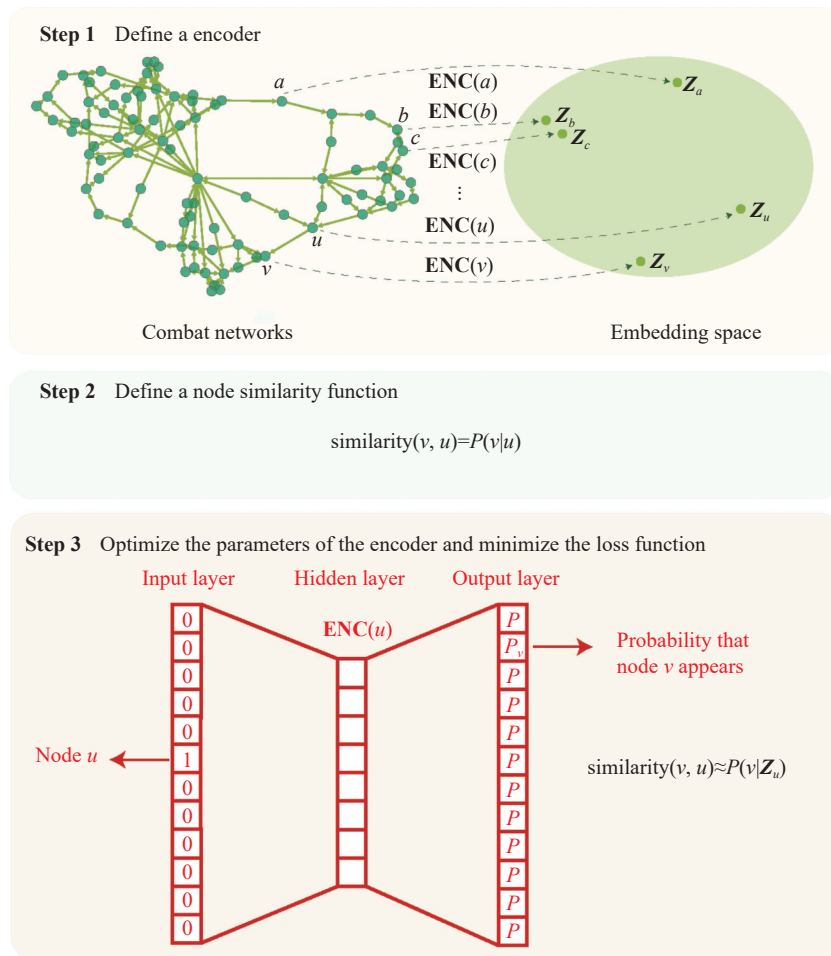 Step 1 Define a encoder
a
ENC(a)
Z_a
b
ENC(b)
Z_b
c
Z_c
ENC(c)
⋮
u
ENC(u)
Z_u
v
ENC(v)
Z_v
Combat networks
Embedding space
Step 2 Define a node similarity function
similarity(v, u)=P(v|u)
Step 3 Optimize the parameters of the encoder and minimize the loss function
Input layer
Hidden layer
Output layer
ENC(u)
0
0
0
0
0
1
0
0
0
0
0
0
Node u
P
P_v
P
P
P
P
P
P
P
P
P
P
Probability that
node v appears
similarity(v, u)≈P(v|Z_u)